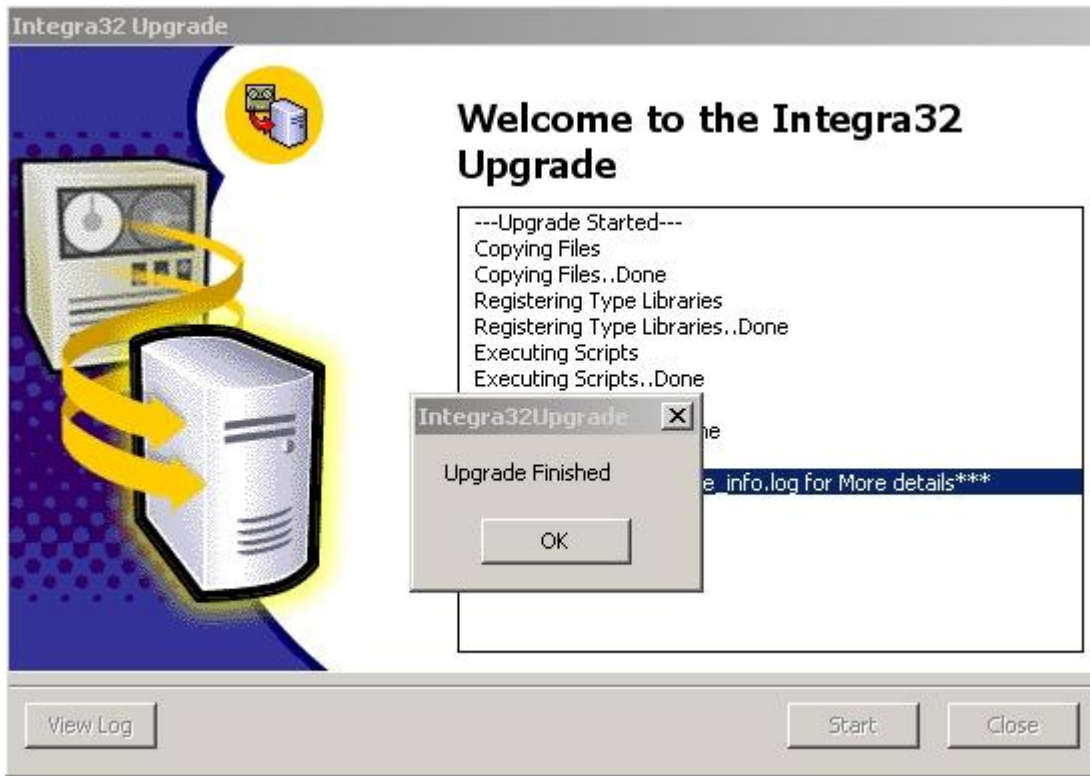 Integra32 Upgrade
Welcome to the Integra32
Upgrade
---Upgrade Started---
Copying Files
Copying Files..Done
Registering Type Libraries
Registering Type Libraries..Done
Executing Scripts
Executing Scripts..Done
e_info.log for More details***
Integra32Upgrade
Upgrade Finished
OK
View Log
Start
Close